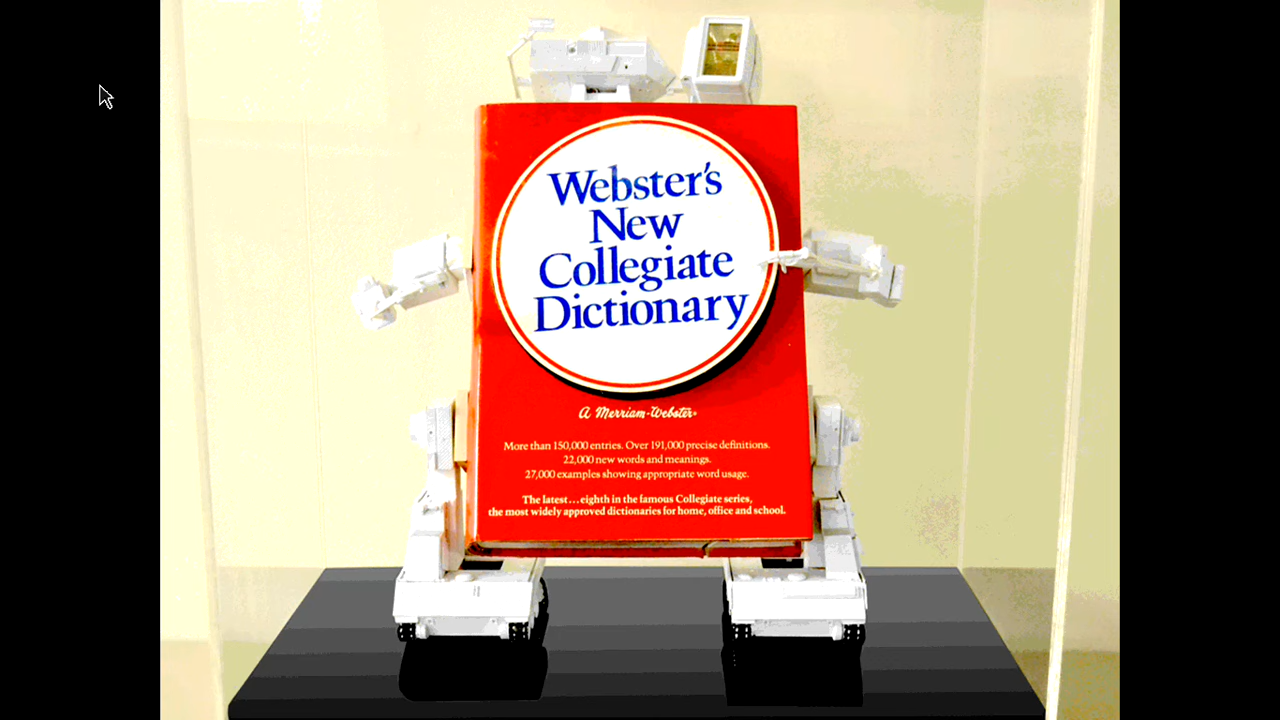 Webster's
New
Collegiate
Dictionary
A Merriam-Webster®
More than 150,000 entries. Over 191,000 precise definitions.
22,000 new words and meanings.
27,000 examples showing appropriate word usage.
The latest...eighth in the famous Collegiate series,
the most widely approved dictionaries for home, office and school.